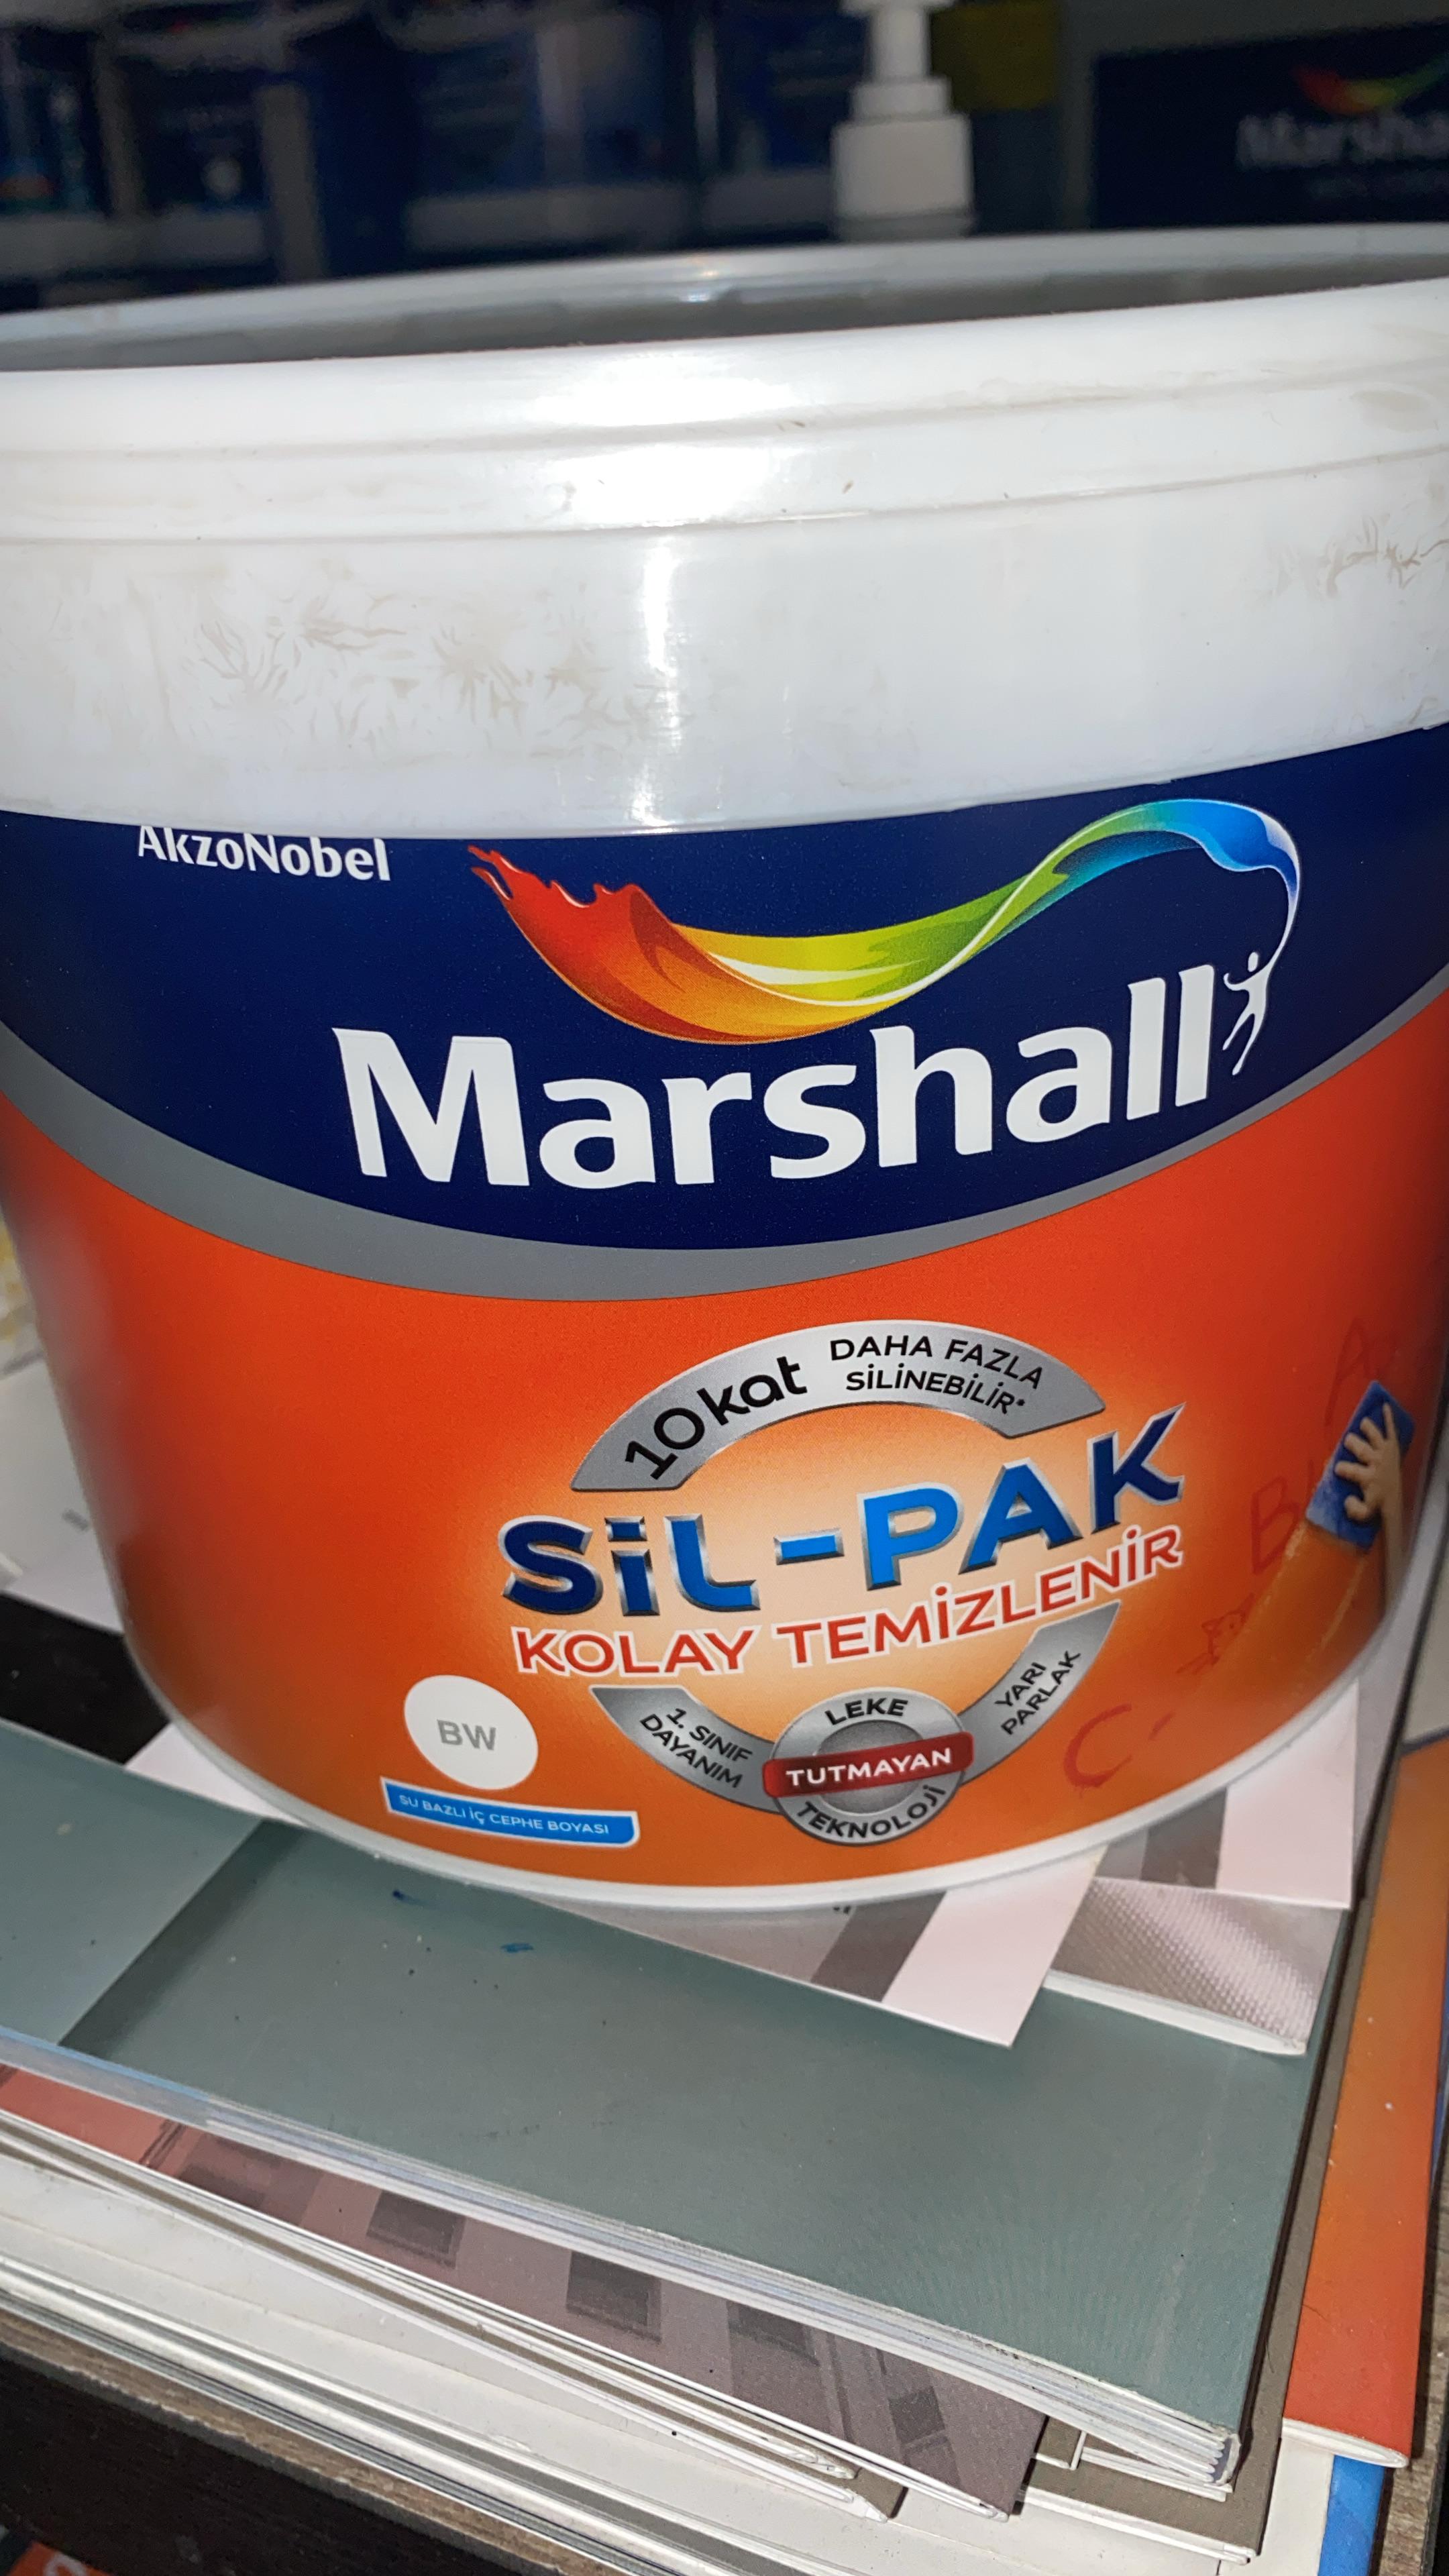 Marsha
AkzoNobel
Marshall
10 kat DAHA FAZLA
SİLİNEBİLİR*
SİL-PAK
KOLAY TEMİZLENİR
1. SINIF
DAYANIM
LEKE
TUTMAYAN
TEKNOLOJİ
YARI
PARLAK
BW
SU BAZLI İÇ CEPHE BOYASI
A
B
C